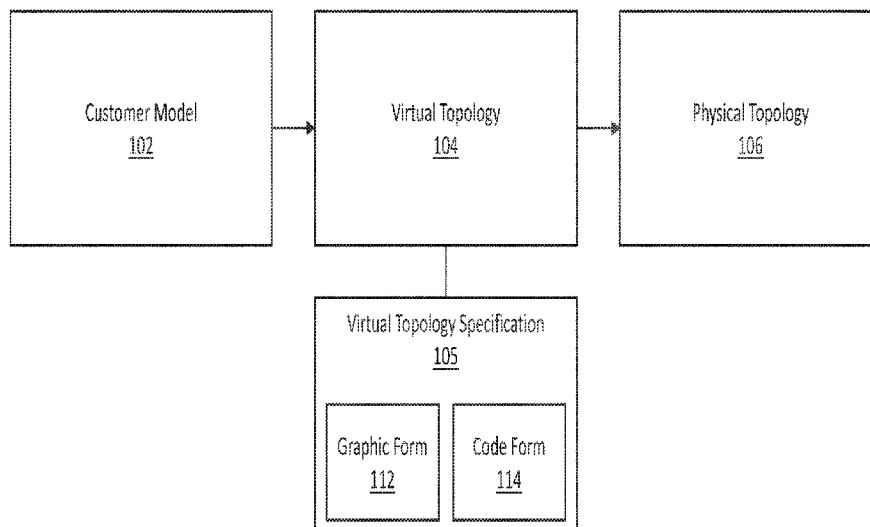 Customer Model
102
Virtual Topology
104
Physical Topology
106
Virtual Topology Specification
105
Graphic Form
112
Code Form
114